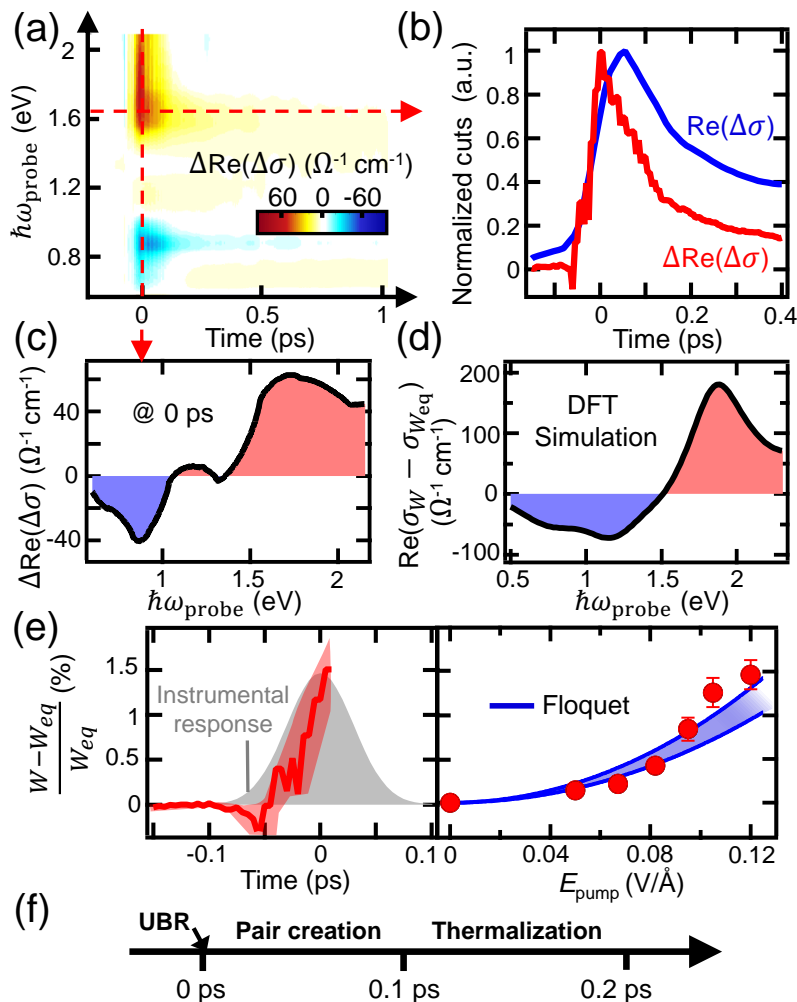 (a)
2
1.6
1.2
0.8
ℏω_probe (eV)
ΔRe(Δσ) (Ω⁻¹ cm⁻¹)
60 0 -60
0 0.5 1
Time (ps)
(b)
1
0.8
0.6
0.4
0.2
0
Normalized cuts (a.u.)
Re(Δσ)
ΔRe(Δσ)
0 0.2 0.4
Time (ps)
(c)
40
0
-40
ΔRe(Δσ) (Ω⁻¹ cm⁻¹)
@ 0 ps
1 1.5 2
ℏω_probe (eV)
(d)
200
100
0
-100
Re(σ_W − σ_W_eq)
(Ω⁻¹ cm⁻¹)
DFT
Simulation
0.5 1 1.5 2
ℏω_probe (eV)
(e)
1.5
1
0.5
0
W−W_eq (%)
W_eq
Instrumental
response
-0.1 0 0.1
Time (ps)
Floquet
0 0.04 0.08 0.12
E_pump (V/Å)
(f)
UBR
Pair creation
Thermalization
0 ps 0.1 ps 0.2 ps